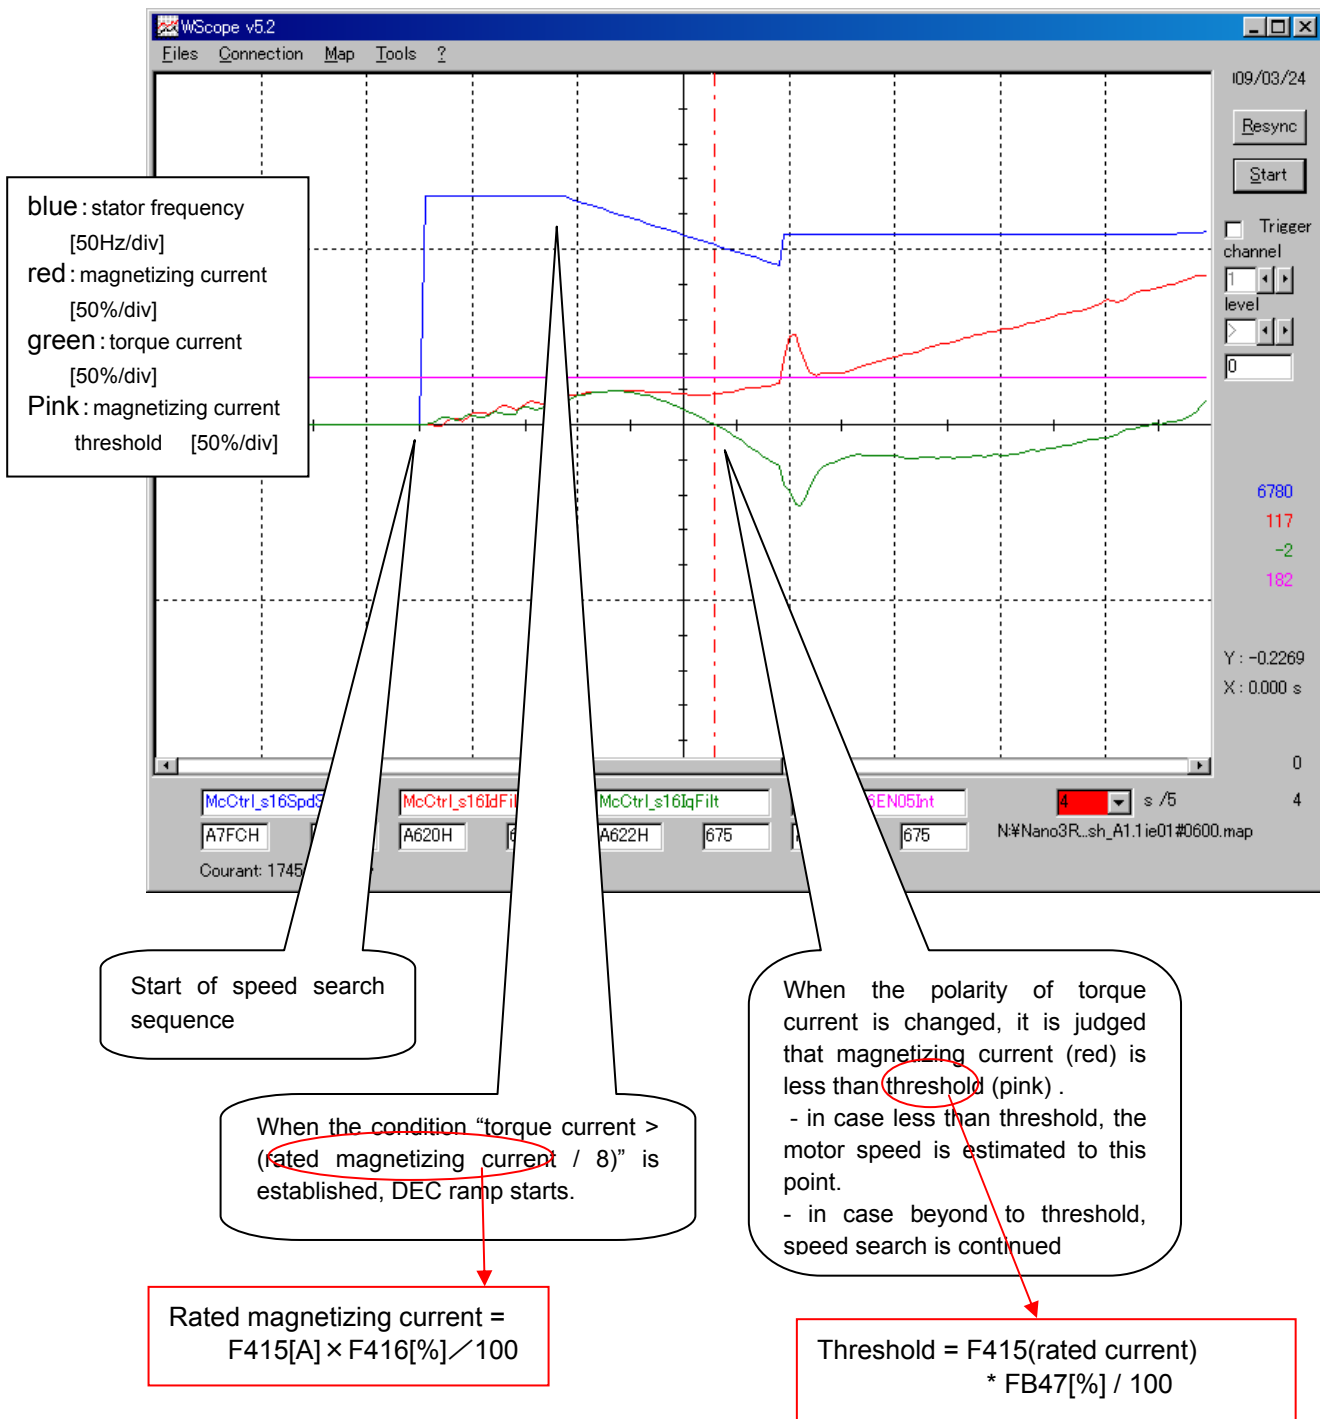 WScope v5.2
Files Connection Map Tools ?
09/03/24
Resync
Start
Trigger
channel
1
level
>
0
blue : stator frequency
[50Hz/div]
red : magnetizing current
[50%/div]
green : torque current
[50%/div]
Pink : magnetizing current
threshold [50%/div]
6780
117
-2
182
Y : -0.2269
X : 0.000 s
0
McCtrl_s16IdFil
McCtrl_s16IqFilt
EN05Int
4 s /5 4
A7FCH A620H A622H 675 675
N:¥Nano3R...sh_A1.1ie01#0600.map
Courant: 1745
Start of speed search
sequence
When the condition “torque current >
(rated magnetizing current / 8)” is
established, DEC ramp starts.
When the polarity of torque
current is changed, it is judged
that magnetizing current (red) is
less than threshold (pink) .
- in case less than threshold, the
motor speed is estimated to this
point.
- in case beyond to threshold,
speed search is continued
Rated magnetizing current =
F415[A]×F416[%]／100
Threshold = F415(rated current)
* FB47[%] / 100